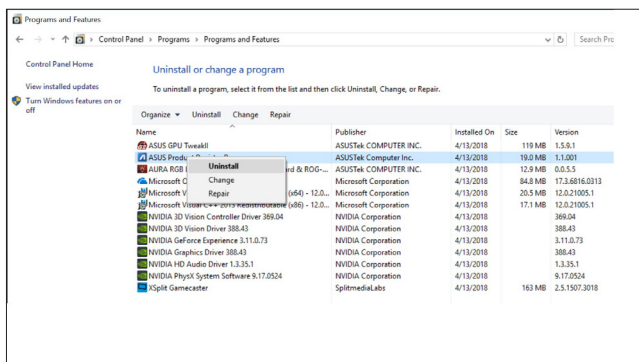 Programs and Features
Control Panel > Programs > Programs and Features
Search Pro
Control Panel Home
View installed updates
Turn Windows features on or
off
Uninstall or change a program
To uninstall a program, select it from the list and then click Uninstall, Change, or Repair.
Organize Uninstall Change Repair
Name Publisher Installed On Size Version
ASUS GPU TweakII ASUSTek COMPUTER INC. 4/13/2018 119 MB 1.5.9.1
ASUS Product ASUSTek Computer Inc. 4/13/2018 19.0 MB 1.1.001
AURA RGB rd & ROG-... ASUSTek COMPUTER INC. 4/13/2018 12.9 MB 0.0.5.5
Microsoft O Microsoft Corporation 4/13/2018 84.8 MB 17.3.6816.0313
Microsoft V (x64) - 12.0... Microsoft Corporation 4/13/2018 20.5 MB 12.0.21005.1
Microsoft Visual C++ 2013 Redistributable (x86) - 12.0... Microsoft Corporation 4/13/2018 17.1 MB 12.0.21005.1
NVIDIA 3D Vision Controller Driver 369.04 NVIDIA Corporation 4/13/2018 369.04
NVIDIA 3D Vision Driver 388.43 NVIDIA Corporation 4/13/2018 388.43
NVIDIA GeForce Experience 3.11.0.73 NVIDIA Corporation 4/13/2018 3.11.0.73
NVIDIA Graphics Driver 388.43 NVIDIA Corporation 4/13/2018 388.43
NVIDIA HD Audio Driver 1.3.35.1 NVIDIA Corporation 4/13/2018 1.3.35.1
NVIDIA PhysX System Software 9.17.0524 NVIDIA Corporation 4/13/2018 9.17.0524
XSplit Gamecaster SplitmediaLabs 4/13/2018 163 MB 2.5.1507.3018
Uninstall
Change
Repair